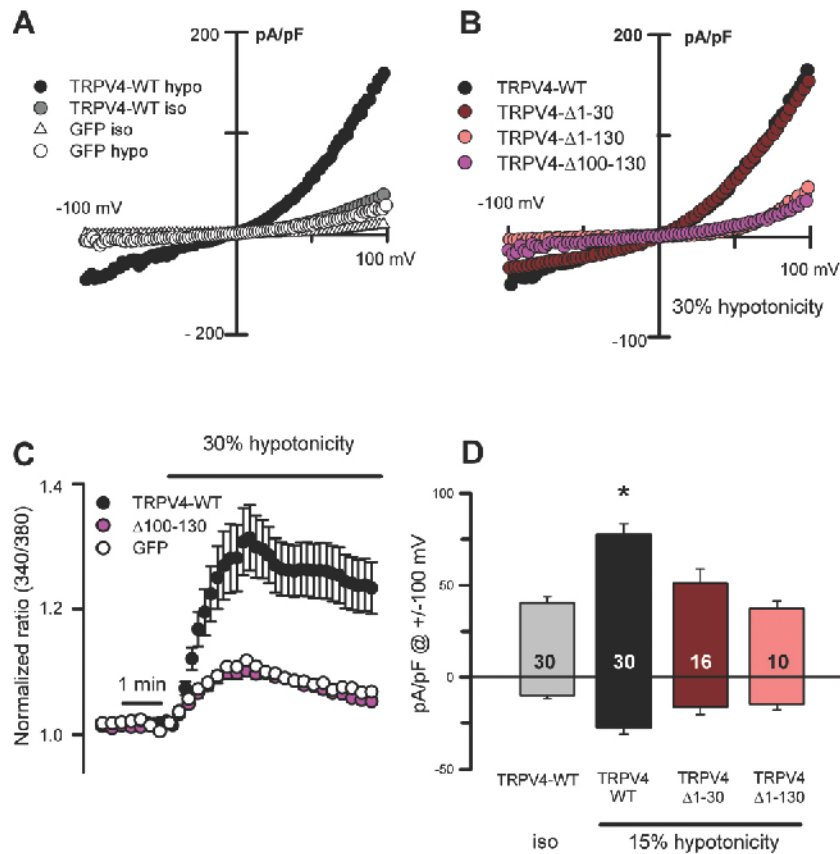 A
200
pA/pF
TRPV4-WT hypo
TRPV4-WT iso
GFP iso
GFP hypo
-100 mV
100 mV
- 200
B
200
pA/pF
TRPV4-WT
TRPV4-Δ1-30
TRPV4-Δ1-130
TRPV4-Δ100-130
-100 mV
100 mV
30% hypotonicity
-100
C
30% hypotonicity
1.4
TRPV4-WT
Δ100-130
GFP
Normalized ratio (340/380)
1.2
1 min
1.0
D
*
100
50
0
-50
pA/pF @ +/-100 mV
30
30
16
10
TRPV4-WT
TRPV4
WT
TRPV4
Δ1-30
TRPV4
Δ1-130
iso
15% hypotonicity